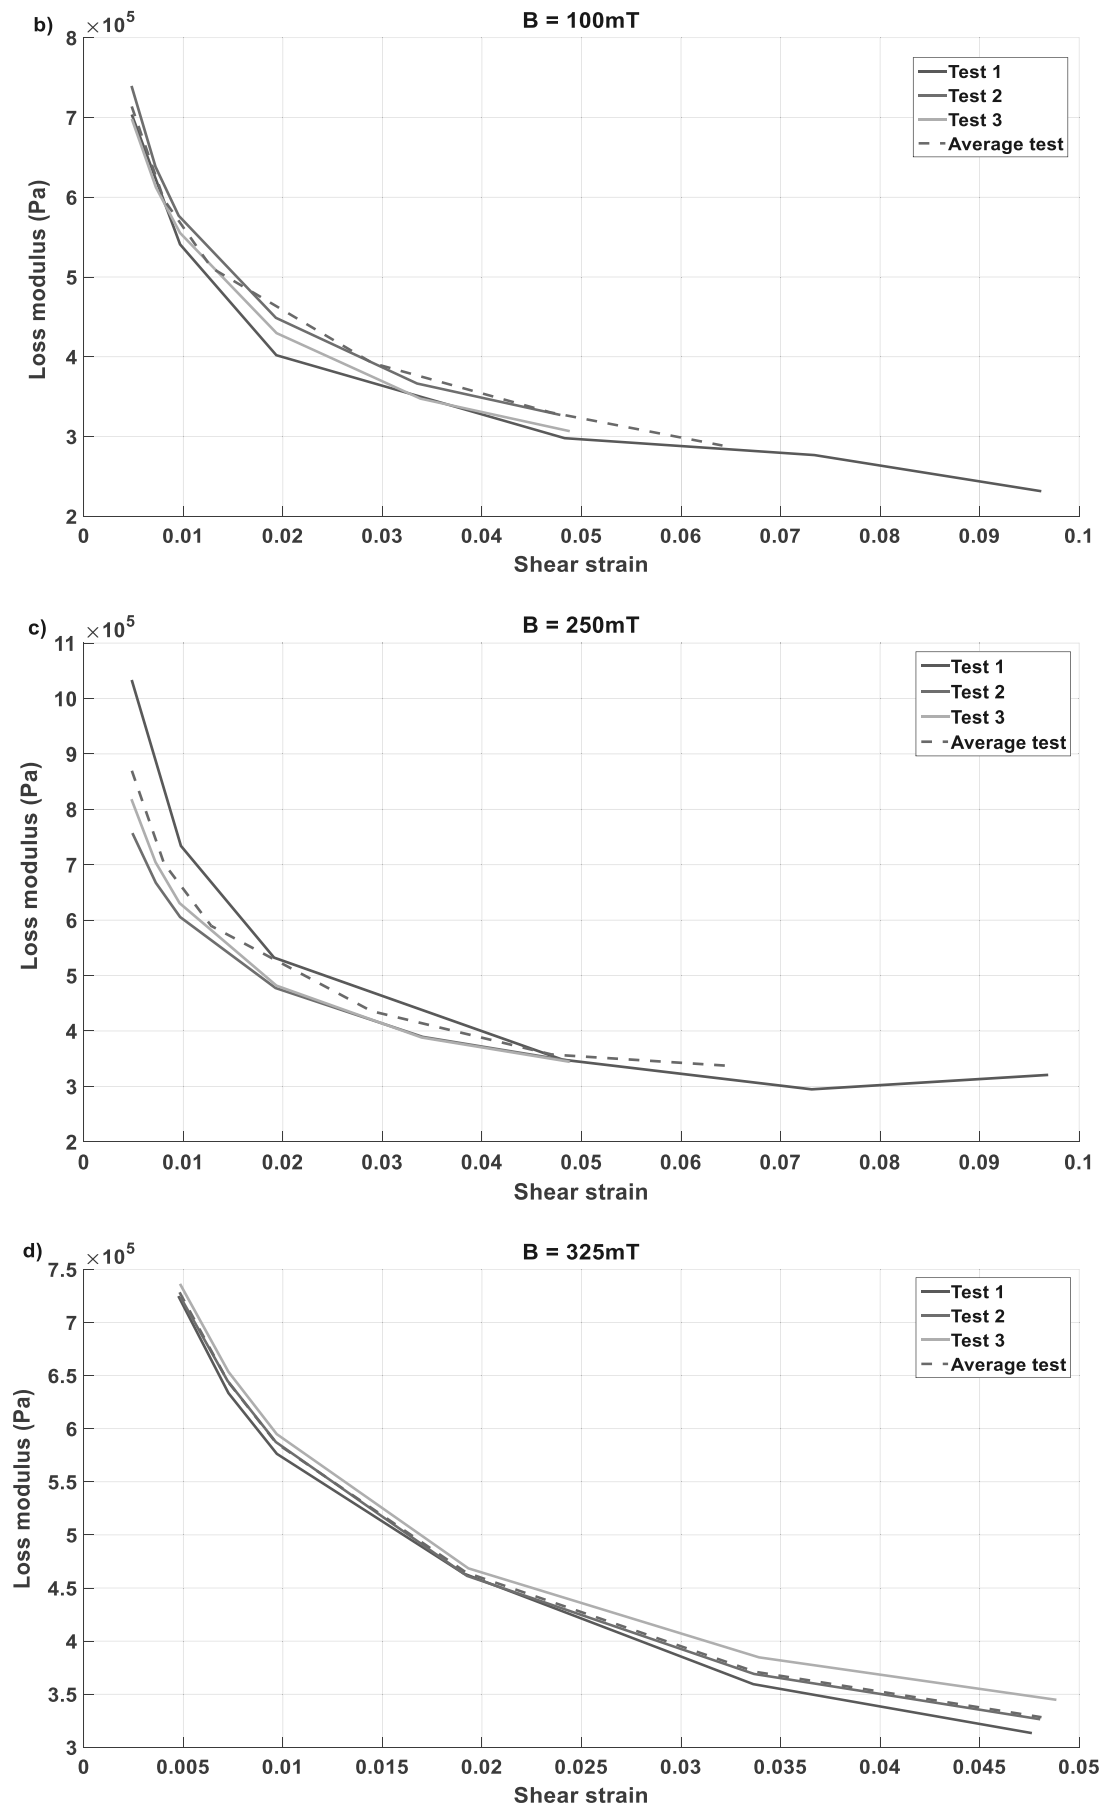 b)
×10⁵
B = 100mT
8
7
6
5
4
3
2
Loss modulus (Pa)
Test 1
Test 2
Test 3
Average test
0 0.01 0.02 0.03 0.04 0.05 0.06 0.07 0.08 0.09 0.1
Shear strain
c)
×10⁵
B = 250mT
11
10
9
8
7
6
5
4
3
2
Loss modulus (Pa)
Test 1
Test 2
Test 3
Average test
0 0.01 0.02 0.03 0.04 0.05 0.06 0.07 0.08 0.09 0.1
Shear strain
d)
×10⁵
B = 325mT
7.5
7
6.5
6
5.5
5
4.5
4
3.5
3
Loss modulus (Pa)
Test 1
Test 2
Test 3
Average test
0 0.005 0.01 0.015 0.02 0.025 0.03 0.035 0.04 0.045 0.05
Shear strain